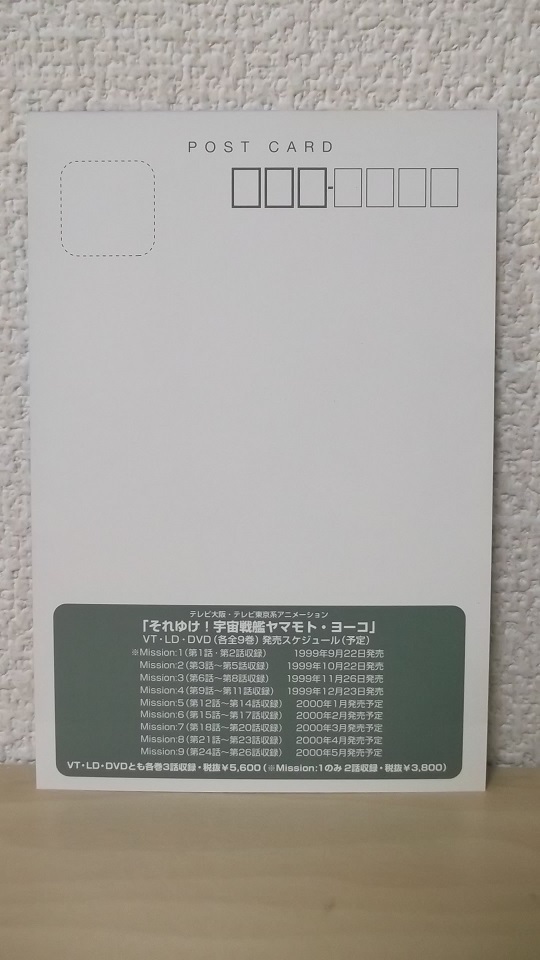 POST CARD
テレビ大阪・テレビ東京系アニメーション
「それゆけ！宇宙戦艦ヤマモト・ヨーコ」
VT・LD・DVD（各全9巻）発売スケジュール（予定）
※Mission:1（第1話・第2話収録） 1999年9月22日発売
Mission:2（第3話〜第5話収録） 1999年10月22日発売
Mission:3（第6話〜第8話収録） 1999年11月26日発売
Mission:4（第9話〜第11話収録） 1999年12月23日発売
Mission:5（第12話〜第14話収録） 2000年1月発売予定
Mission:6（第15話〜第17話収録） 2000年2月発売予定
Mission:7（第18話〜第20話収録） 2000年3月発売予定
Mission:8（第21話〜第23話収録） 2000年4月発売予定
Mission:9（第24話〜第26話収録） 2000年5月発売予定
VT・LD・DVDとも各巻3話収録・税抜￥5,600（※Mission:1のみ 2話収録・税抜￥3,800）